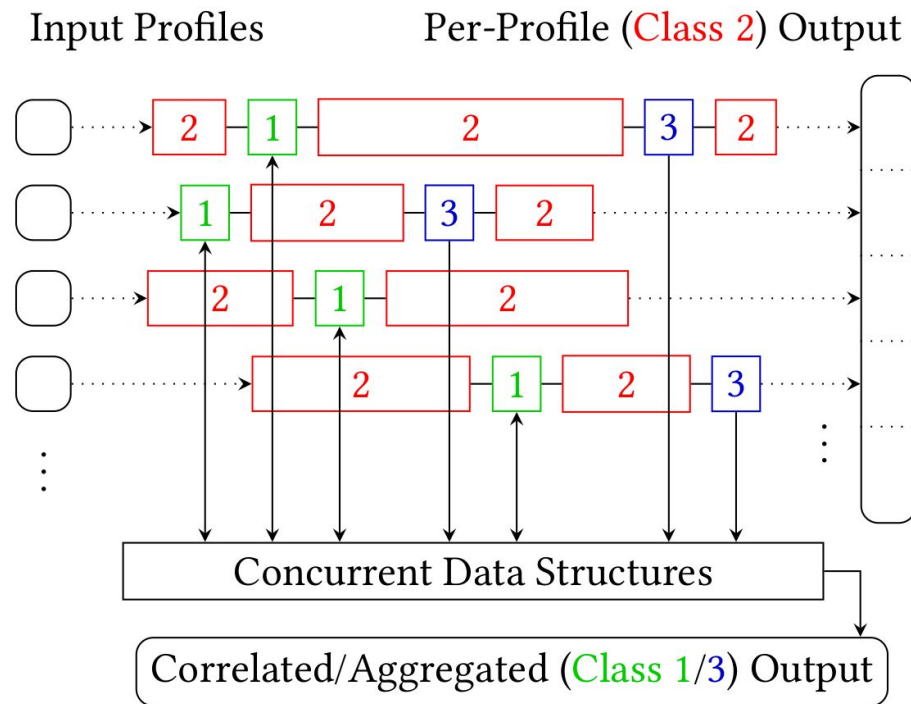 Input Profiles
Per-Profile (Class 2) Output
2 1 2 3 2
1 2 3 2
2 1 2
2 1 2 3
Concurrent Data Structures
Correlated/Aggregated (Class 1/3) Output